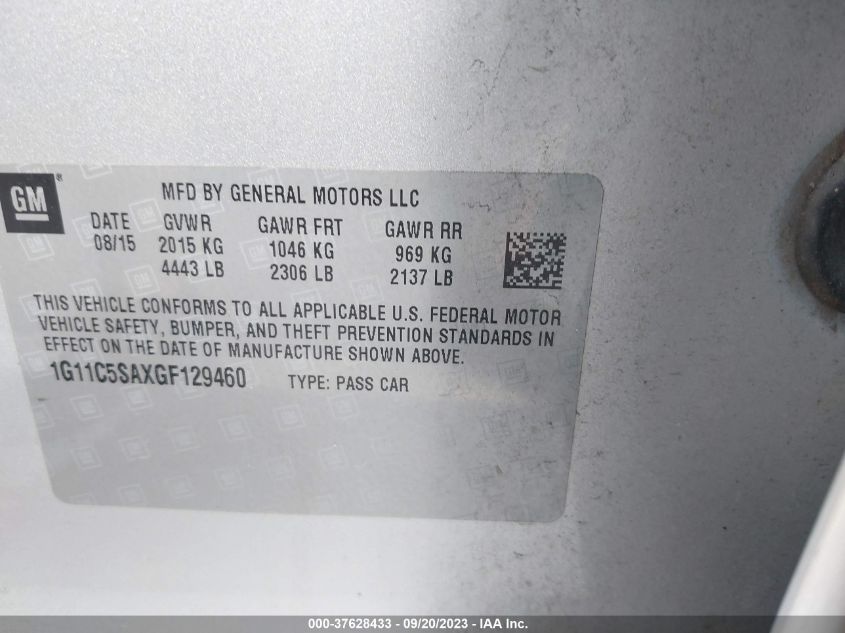 GM ®
MFD BY GENERAL MOTORS LLC
DATE GVWR GAWR FRT GAWR RR
08/15 2015 KG 1046 KG 969 KG
4443 LB 2306 LB 2137 LB
THIS VEHICLE CONFORMS TO ALL APPLICABLE U.S. FEDERAL MOTOR
VEHICLE SAFETY, BUMPER, AND THEFT PREVENTION STANDARDS IN
EFFECT ON THE DATE OF MANUFACTURE SHOWN ABOVE.
1G11C5SAXGF129460 TYPE: PASS CAR
000-37628433 - 09/20/2023 - IAA Inc.